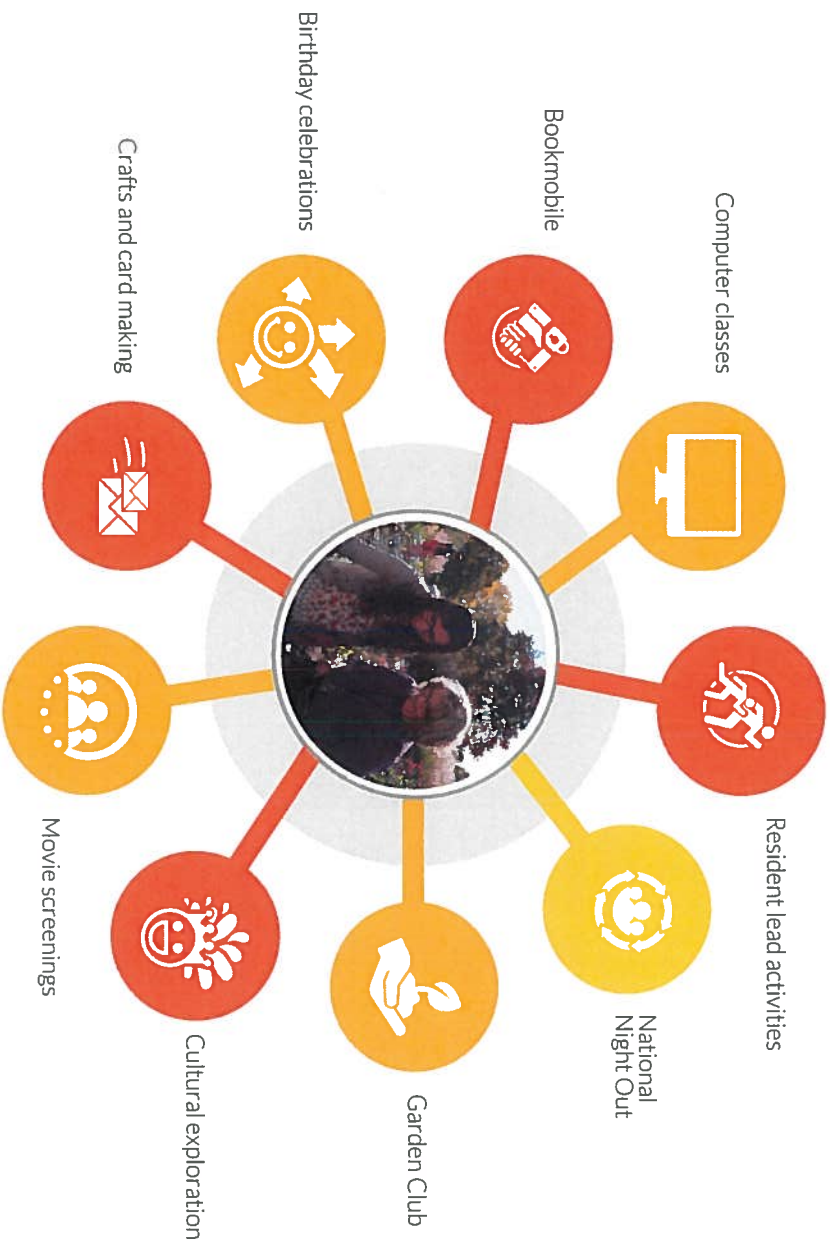 Resident lead activities
Computer classes
National
Night Out
Bookmobile
Garden Club
Birthday celebrations
Cultural exploration
Crafts and card making
Movie screenings